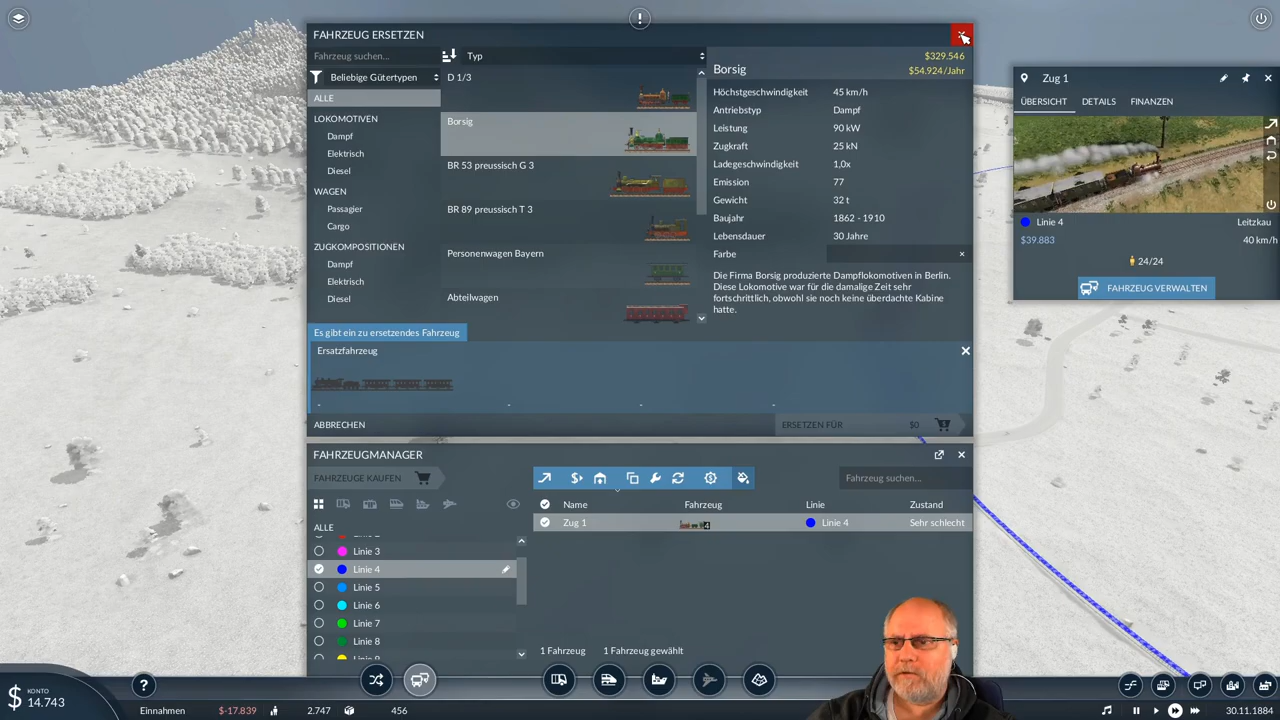 FAHRZEUG ERSETZEN
Fahrzeug suchen...
Typ
Beliebige Gütertypen
ALLE
LOKOMOTIVEN
Dampf
Elektrisch
Diesel
WAGEN
Passagier
Cargo
ZUGKOMPOSITIONEN
Dampf
Elektrisch
Diesel
D 1/3
Borsig
BR 53 preussisch G 3
BR 89 preussisch T 3
Personenwagen Bayern
Abteilwagen
$329.546
Borsig
$54.924/Jahr
Höchstgeschwindigkeit 45 km/h
Antriebstyp Dampf
Leistung 90 kW
Zugkraft 25 kN
Ladegeschwindigkeit 1,0x
Emission 77
Gewicht 32 t
Baujahr 1862 - 1910
Lebensdauer 30 Jahre
Farbe
Die Firma Borsig produzierte Dampflokomotiven in Berlin.
Diese Lokomotive war für die damalige Zeit sehr
fortschrittlich, obwohl sie noch keine überdachte Kabine
hatte.
Es gibt ein zu ersetzendes Fahrzeug
Ersatzfahrzeug
- - - -
ABBRECHEN
ERSETZEN FÜR $0
Zug 1
ÜBERSICHT DETAILS FINANZEN
Linie 4 Leitzkau
$39.883 40 km/h
24/24
FAHRZEUG VERWALTEN
FAHRZEUGMANAGER
FAHRZEUGE KAUFEN
Fahrzeug suchen...
ALLE
Linie 3
Linie 4
Linie 5
Linie 6
Linie 7
Linie 8
Name Fahrzeug Linie Zustand
Zug 1 4 Linie 4 Sehr schlecht
1 Fahrzeug 1 Fahrzeug gewählt
KONTO
$ 14.743
?
Einnahmen $-17.839 2.747 456
30.11.1884